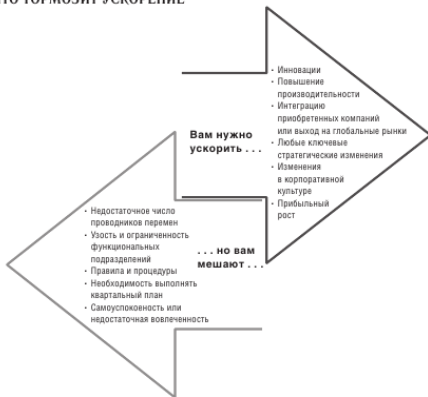 ЧТО ТОРМОЗИТ УСКОРЕНИЕ
Вам нужно
ускорить . . .
· Инновации
· Повышение
производительности
· Интеграцию
приобретенных компаний
или выход на глобальные рынки
· Любые ключевые
стратегические изменения
· Изменения
в корпоративной
культуре
· Прибыльный
рост
. . . но вам
мешают . . .
· Недостаточное число
проводников перемен
· Узость и ограниченность
функциональных
подразделений
· Правила и процедуры
· Необходимость выполнять
квартальный план
· Самоуспокоеность или
недостаточная вовлеченность